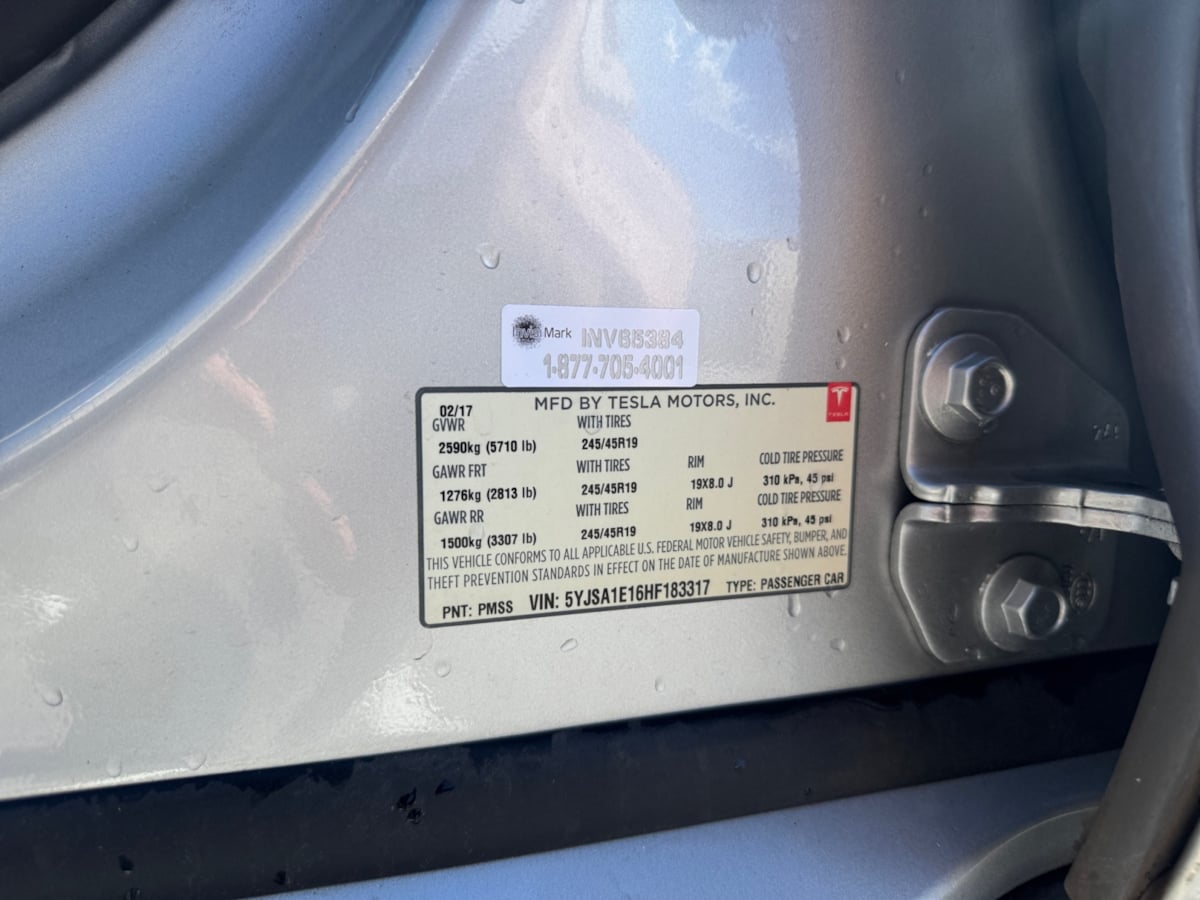 Mark INV65384
1-877-705-4001
02/17 MFD BY TESLA MOTORS, INC.
TESLA
GVWR WITH TIRES
2590kg (5710 lb) 245/45R19
GAWR FRT WITH TIRES RIM COLD TIRE PRESSURE
1276kg (2813 lb) 245/45R19 19X8.0 J 310 kPa, 45 psi
GAWR RR WITH TIRES RIM COLD TIRE PRESSURE
1500kg (3307 lb) 245/45R19 19X8.0 J 310 kPa, 45 psi
THIS VEHICLE CONFORMS TO ALL APPLICABLE U.S. FEDERAL MOTOR VEHICLE SAFETY, BUMPER, AND
THEFT PREVENTION STANDARDS IN EFFECT ON THE DATE OF MANUFACTURE SHOWN ABOVE.
PNT: PMSS VIN: 5YJSA1E16HF183317 TYPE: PASSENGER CAR